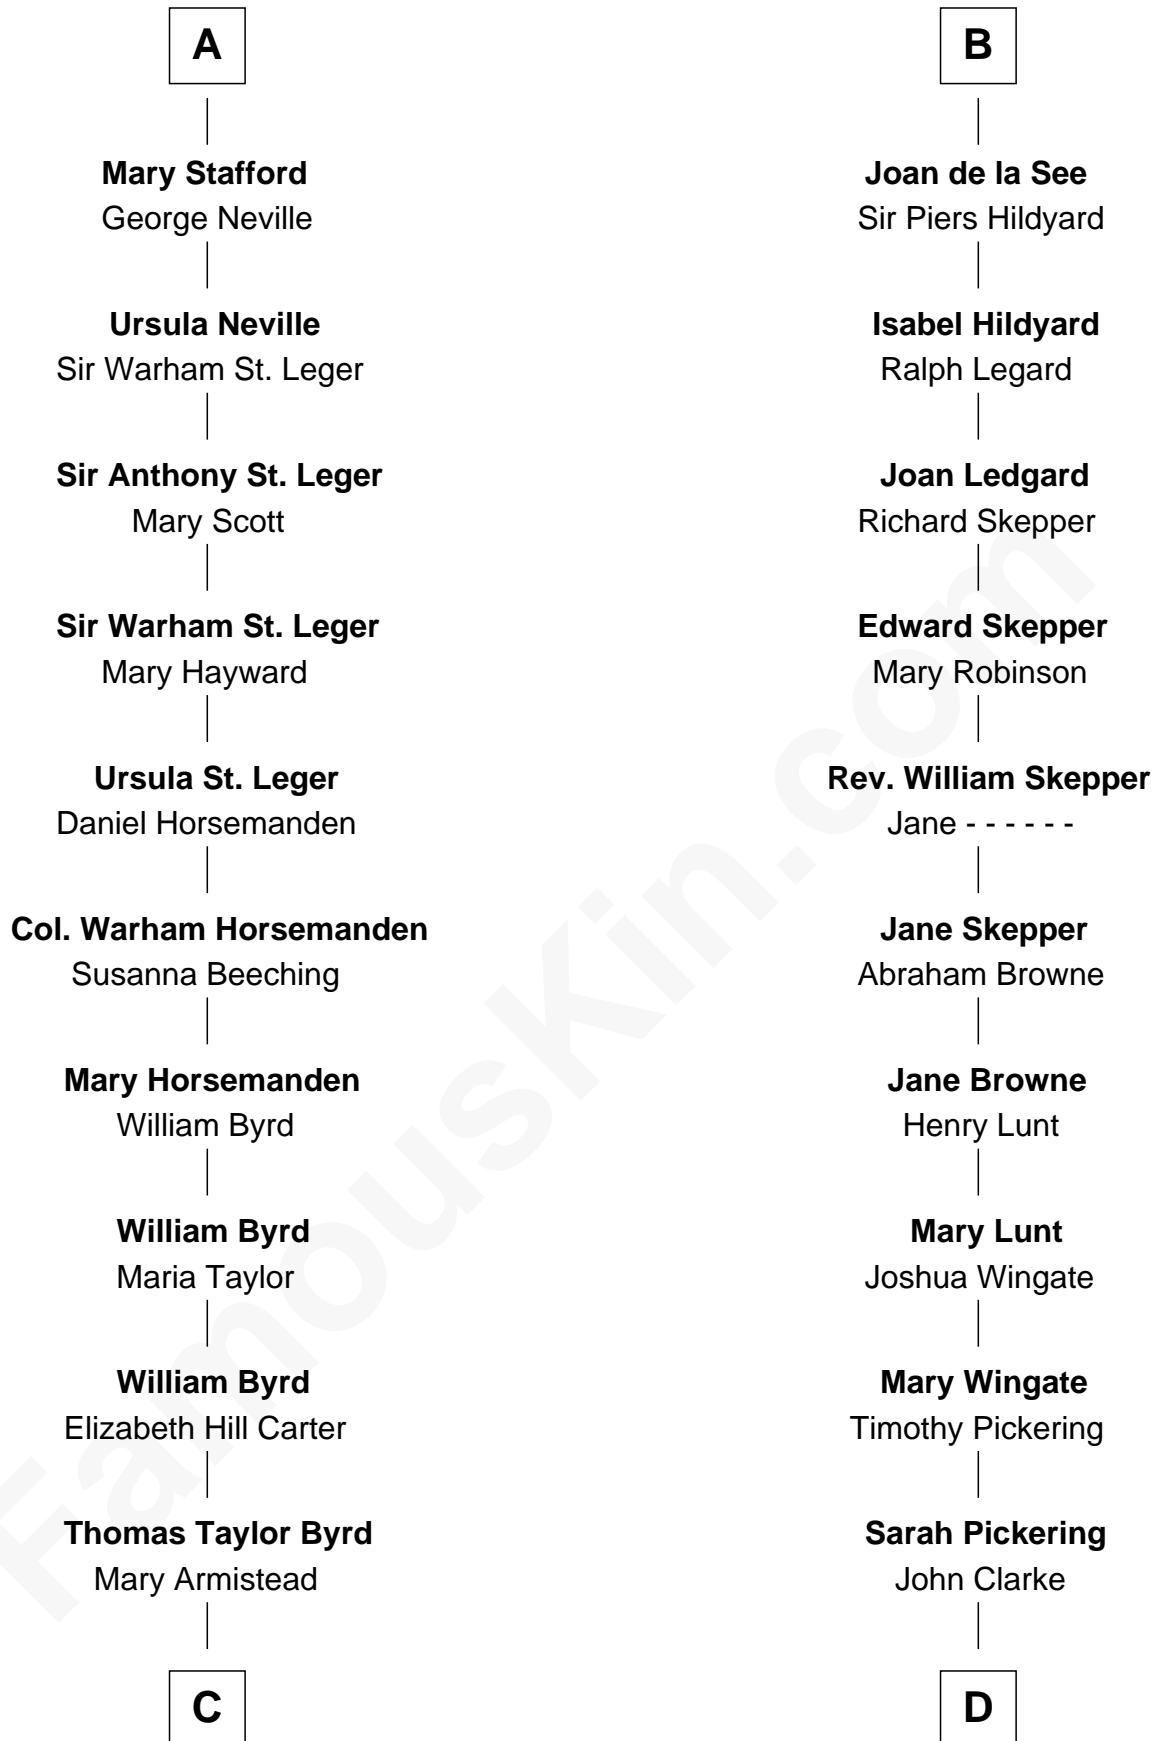 A
Mary Stafford
George Neville
Ursula Neville
Sir Warham St. Leger
Sir Anthony St. Leger
Mary Scott
Sir Warham St. Leger
Mary Hayward
Ursula St. Leger
Daniel Horsemanden
Col. Warham Horsemanden
Susanna Beeching
Mary Horsemanden
William Byrd
William Byrd
Maria Taylor
William Byrd
Elizabeth Hill Carter
Thomas Taylor Byrd
Mary Armistead
C
B
Joan de la See
Sir Piers Hildyard
Isabel Hildyard
Ralph Legard
Joan Ledgard
Richard Skepper
Edward Skepper
Mary Robinson
Rev. William Skepper
Jane - - - - - -
Jane Skepper
Abraham Browne
Jane Browne
Henry Lunt
Mary Lunt
Joshua Wingate
Mary Wingate
Timothy Pickering
Sarah Pickering
John Clarke
D
FamousKin.com